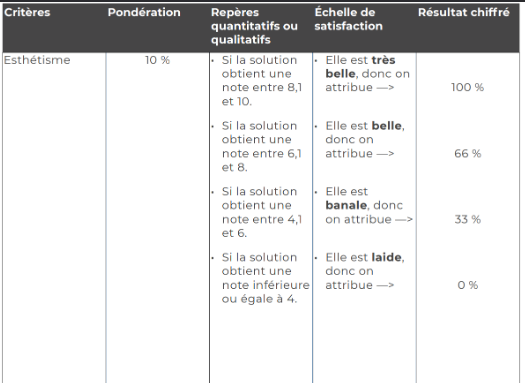 Critères Pondération Repères quantitatifs ou qualitatifs Échelle de satisfaction Résultat chiffré
Esthétisme 10 %
• Si la solution
obtient une
note entre 8,1
et 10.
• Elle est très
belle, donc on
attribue —>
100 %
• Si la solution
obtient une
note entre 6,1
et 8.
• Elle est belle,
donc on
attribue —>
66 %
• Si la solution
obtient une
note entre 4,1
et 6.
• Elle est
banale, donc
on attribue —>
33 %
• Si la solution
obtient une
note inférieure
ou égale à 4.
• Elle est laide,
donc on
attribue —>
0 %